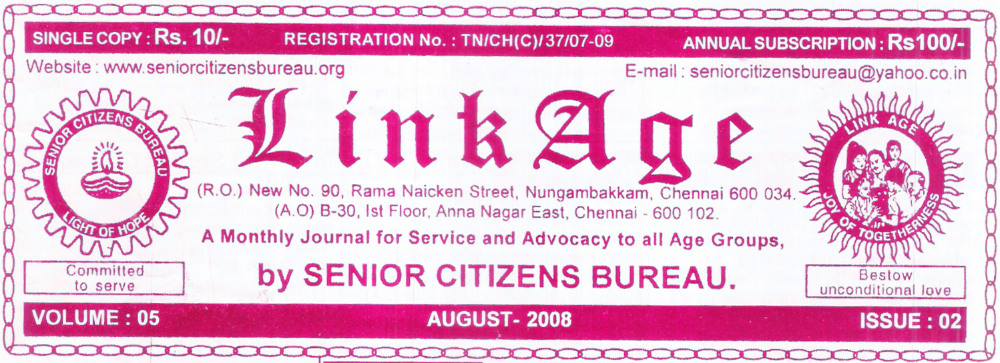 SINGLE COPY : Rs. 10/- REGISTRATION No. : TN/CH(C)/37/07-09 ANNUAL SUBSCRIPTION : Rs100/-
Website : www.seniorcitizensbureau.org E-mail : seniorcitizensbureau@yahoo.co.in
LinkAge
SENIOR CITIZENS BUREAU
LIGHT OF HOPE
LINK AGE
JOY OF TOGETHERNESS
(R.O.) New No. 90, Rama Naicken Street, Nungambakkam, Chennai 600 034.
(A.O) B-30, Ist Floor, Anna Nagar East, Chennai - 600 102.
A Monthly Journal for Service and Advocacy to all Age Groups,
by SENIOR CITIZENS BUREAU.
Committed
to serve
Bestow
unconditional love
VOLUME : 05 AUGUST- 2008 ISSUE : 02